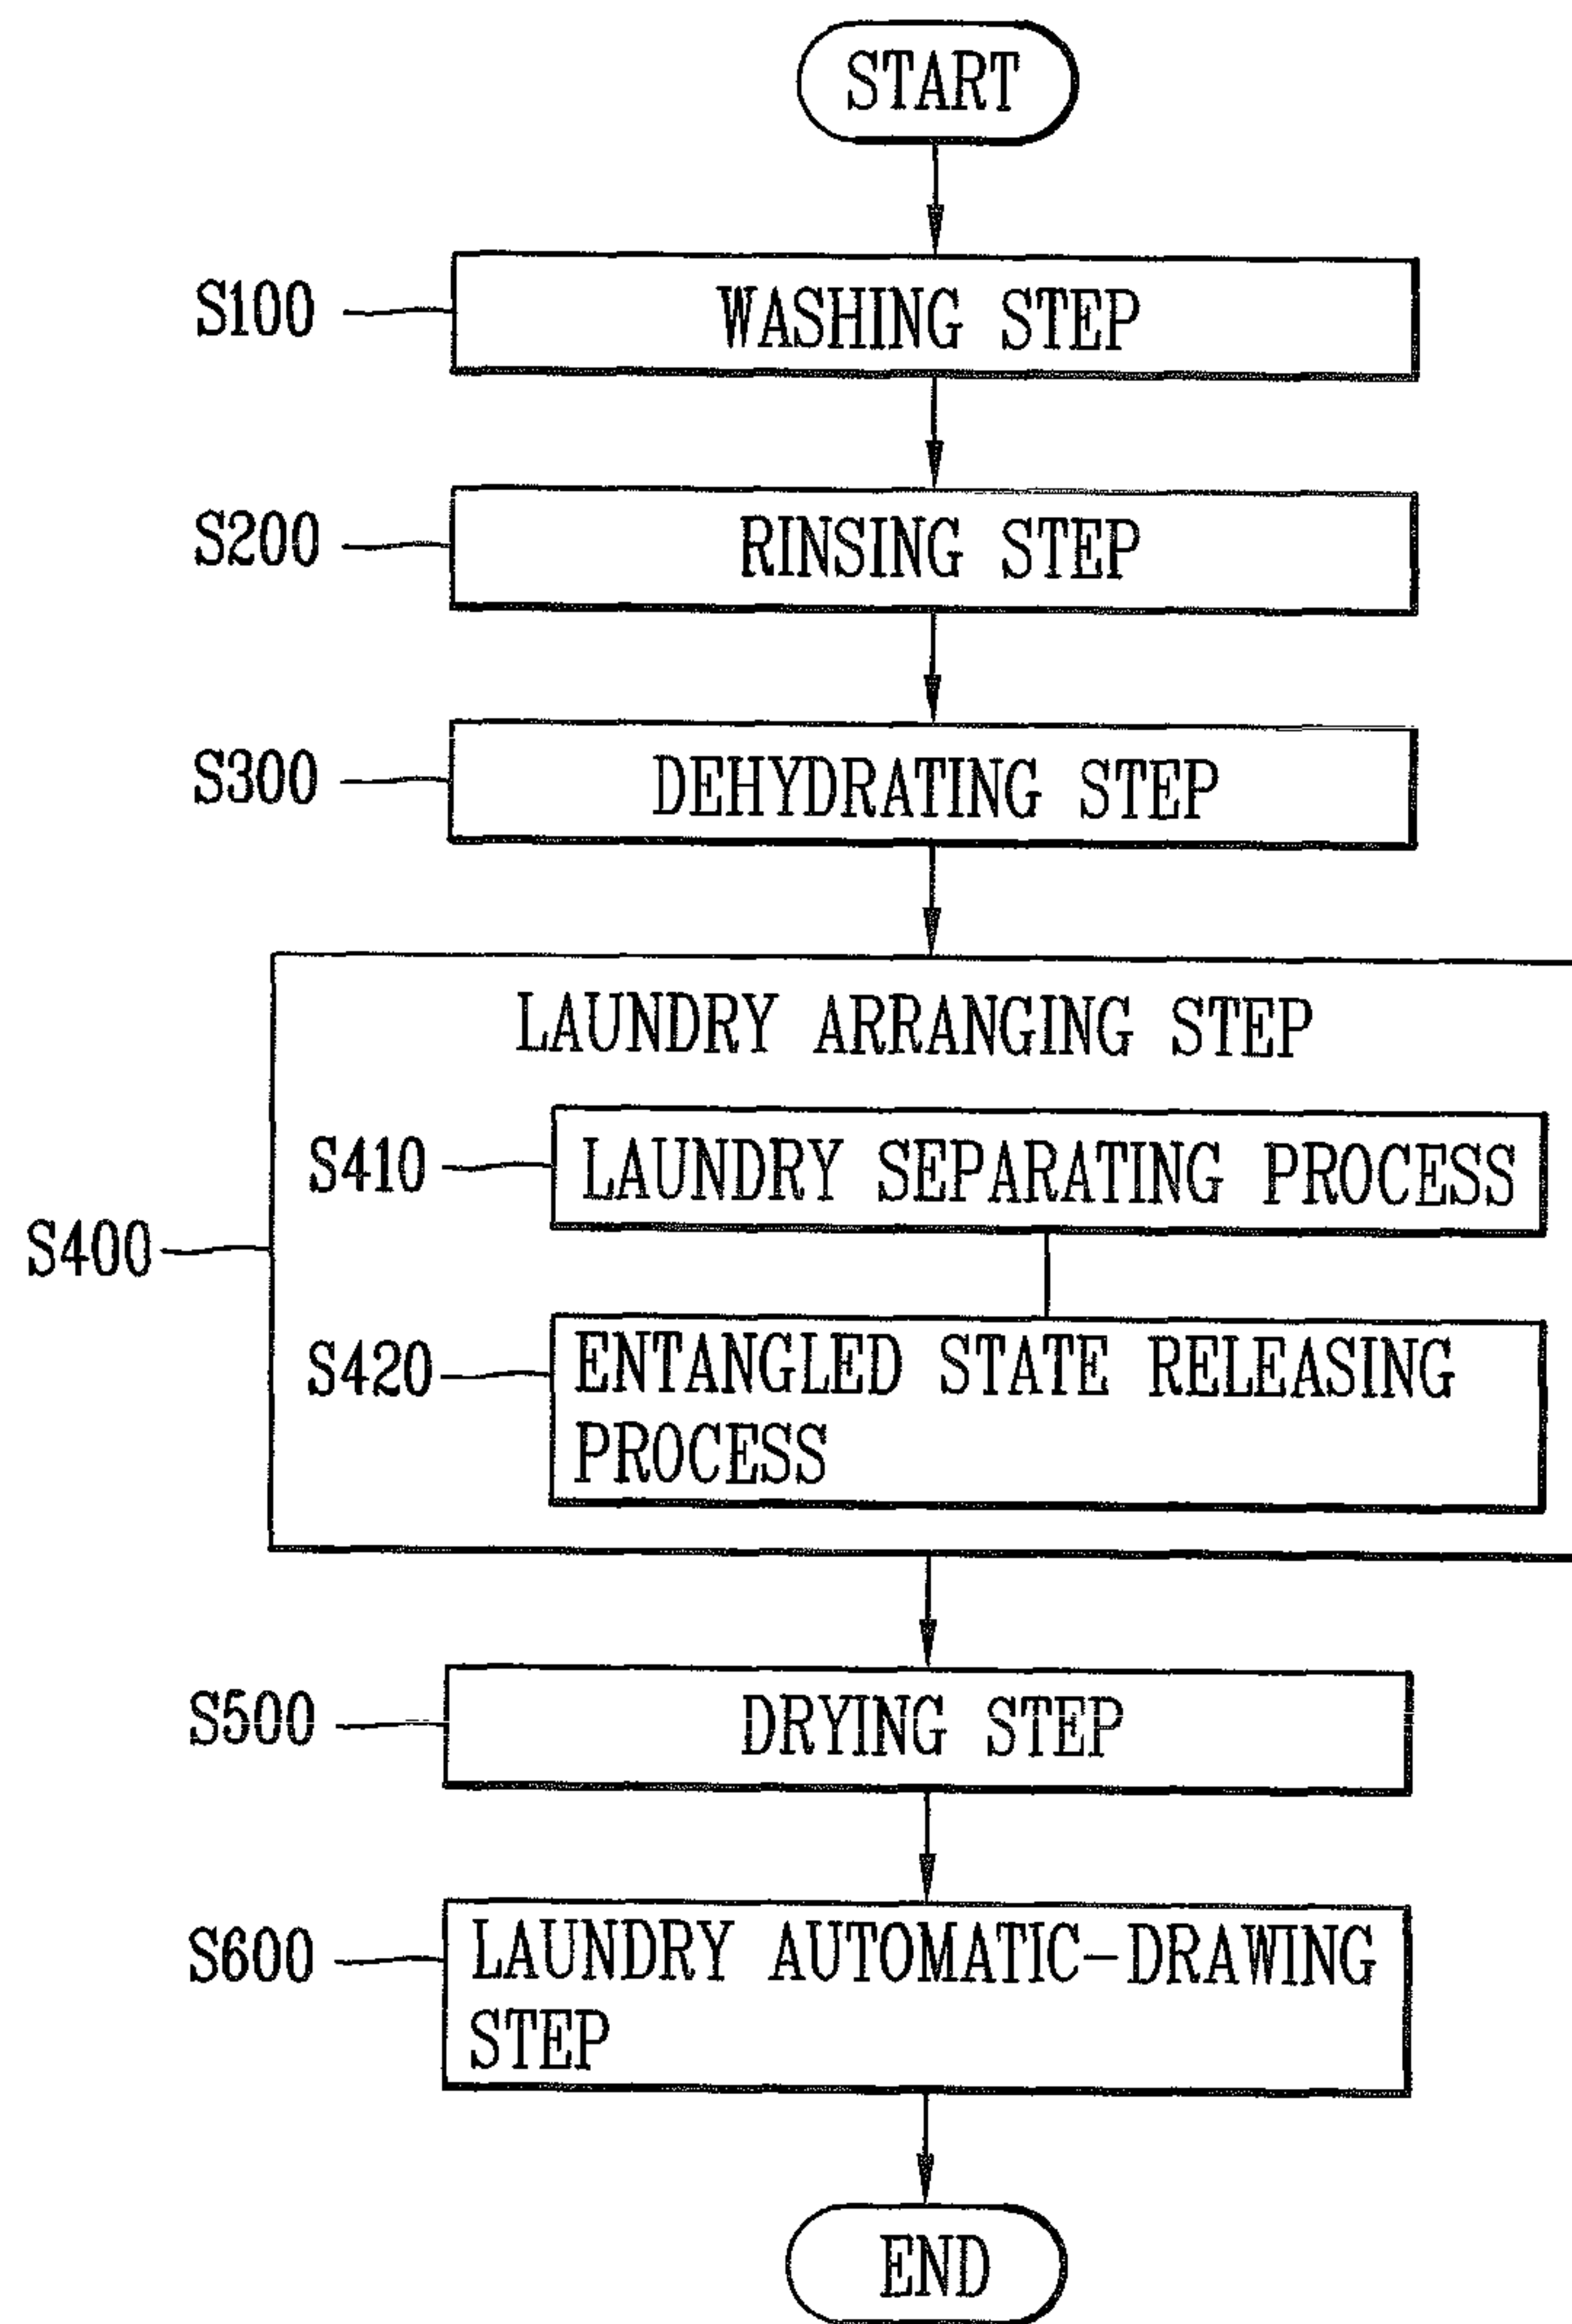 START
S100
WASHING STEP
S200
RINSING STEP
S300
DEHYDRATING STEP
LAUNDRY ARRANGING STEP
S410
LAUNDRY SEPARATING PROCESS
S400
S420
ENTANGLED STATE RELEASING
PROCESS
S500
DRYING STEP
S600
LAUNDRY AUTOMATIC-DRAWING
STEP
END